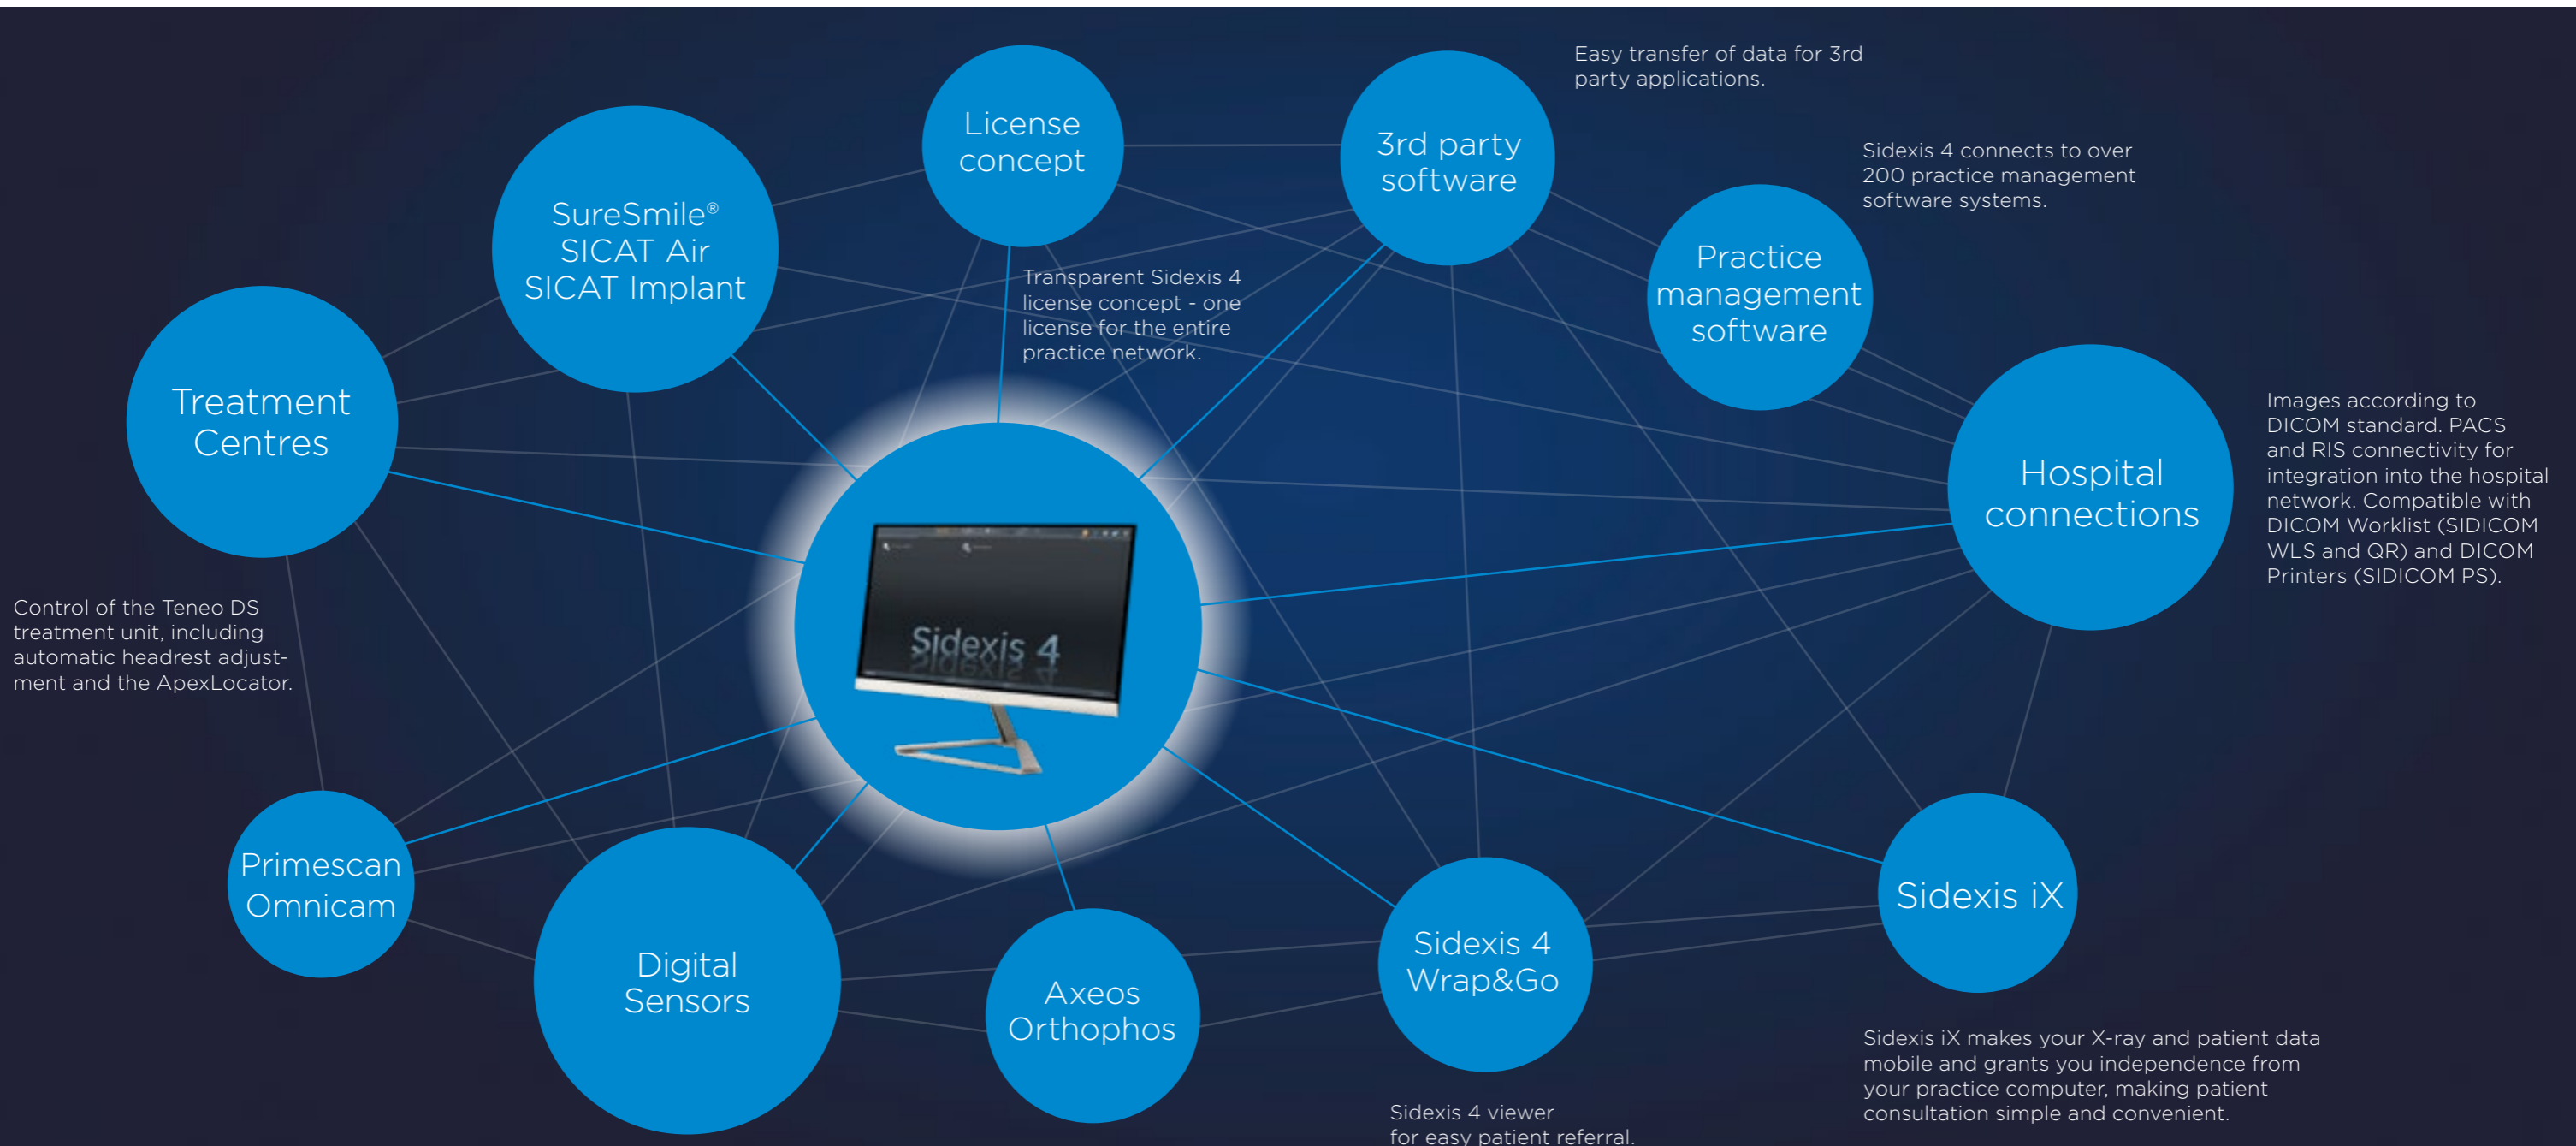 Easy transfer of data for 3rd
party applications.
License
concept
3rd party
software
Sidexis 4 connects to over
200 practice management
software systems.
SureSmile®
SICAT Air
SICAT Implant
Practice
management
software
Transparent Sidexis 4
license concept - one
license for the entire
practice network.
Treatment
Centres
Images according to
DICOM standard. PACS
and RIS connectivity for
integration into the hospital
network. Compatible with
DICOM Worklist (SIDICOM
WLS and QR) and DICOM
Printers (SIDICOM PS).
Hospital
connections
Control of the Teneo DS
treatment unit, including
automatic headrest adjust-
ment and the ApexLocator.
Sidexis 4
Primescan
Omnicam
Sidexis iX
Digital
Sensors
Axeos
Orthophos
Sidexis 4
Wrap&Go
Sidexis iX makes your X-ray and patient data
mobile and grants you independence from
your practice computer, making patient
consultation simple and convenient.
Sidexis 4 viewer
for easy patient referral.